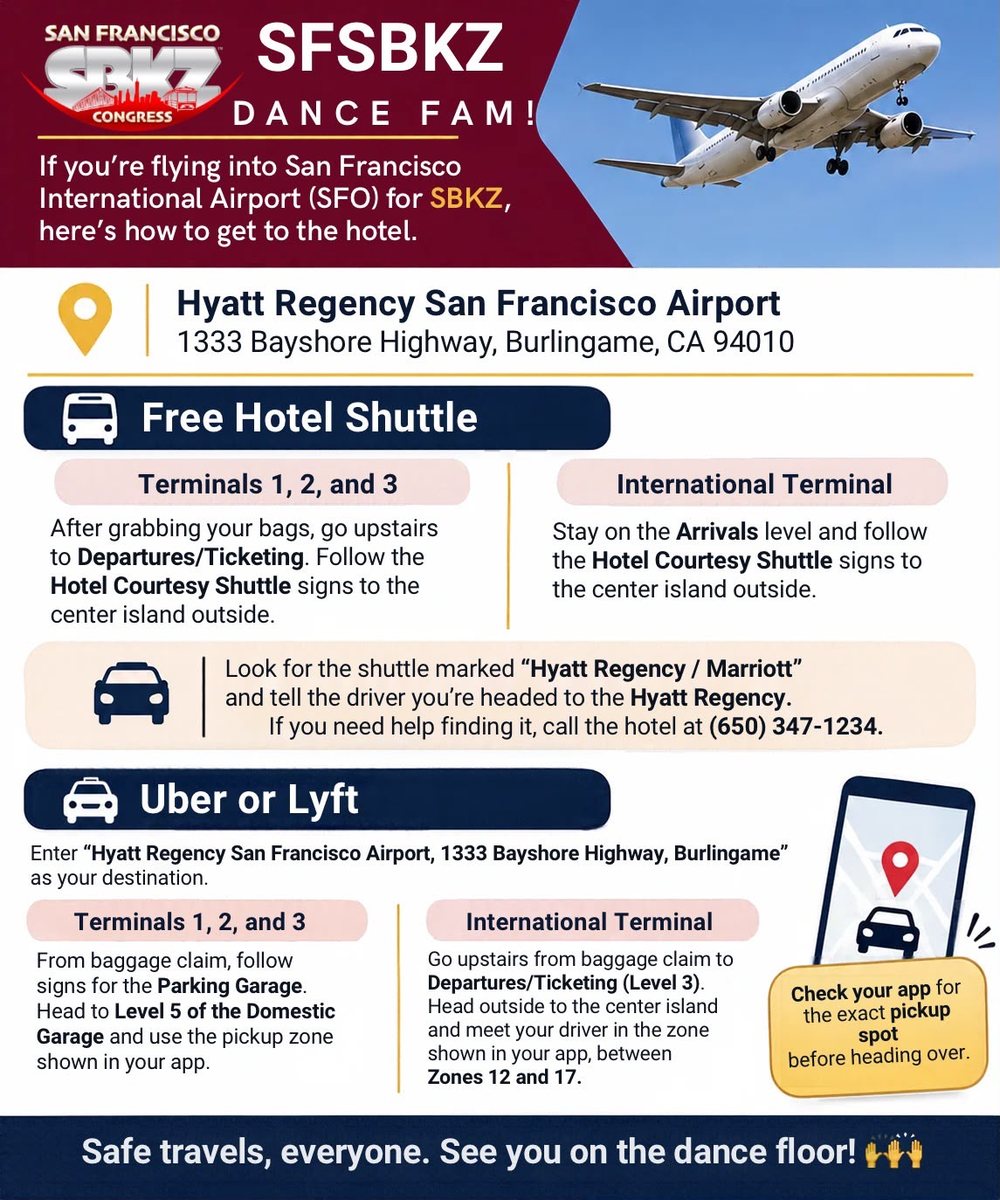 SAN FRANCISCO
SBKZ™
CONGRESS
SFSBKZ
DANCE FAM!
If you’re flying into San Francisco
International Airport (SFO) for SBKZ,
here’s how to get to the hotel.
Hyatt Regency San Francisco Airport
1333 Bayshore Highway, Burlingame, CA 94010
Free Hotel Shuttle
Terminals 1, 2, and 3
After grabbing your bags, go upstairs
to Departures/Ticketing. Follow the
Hotel Courtesy Shuttle signs to the
center island outside.
International Terminal
Stay on the Arrivals level and follow
the Hotel Courtesy Shuttle signs to
the center island outside.
Look for the shuttle marked “Hyatt Regency / Marriott”
and tell the driver you’re headed to the Hyatt Regency.
If you need help finding it, call the hotel at (650) 347-1234.
Uber or Lyft
Enter “Hyatt Regency San Francisco Airport, 1333 Bayshore Highway, Burlingame”
as your destination.
Terminals 1, 2, and 3
From baggage claim, follow
signs for the Parking Garage.
Head to Level 5 of the Domestic
Garage and use the pickup zone
shown in your app.
International Terminal
Go upstairs from baggage claim to
Departures/Ticketing (Level 3).
Head outside to the center island
and meet your driver in the zone
shown in your app, between
Zones 12 and 17.
Check your app for
the exact pickup
spot
before heading over.
Safe travels, everyone. See you on the dance floor! 🙌🙌